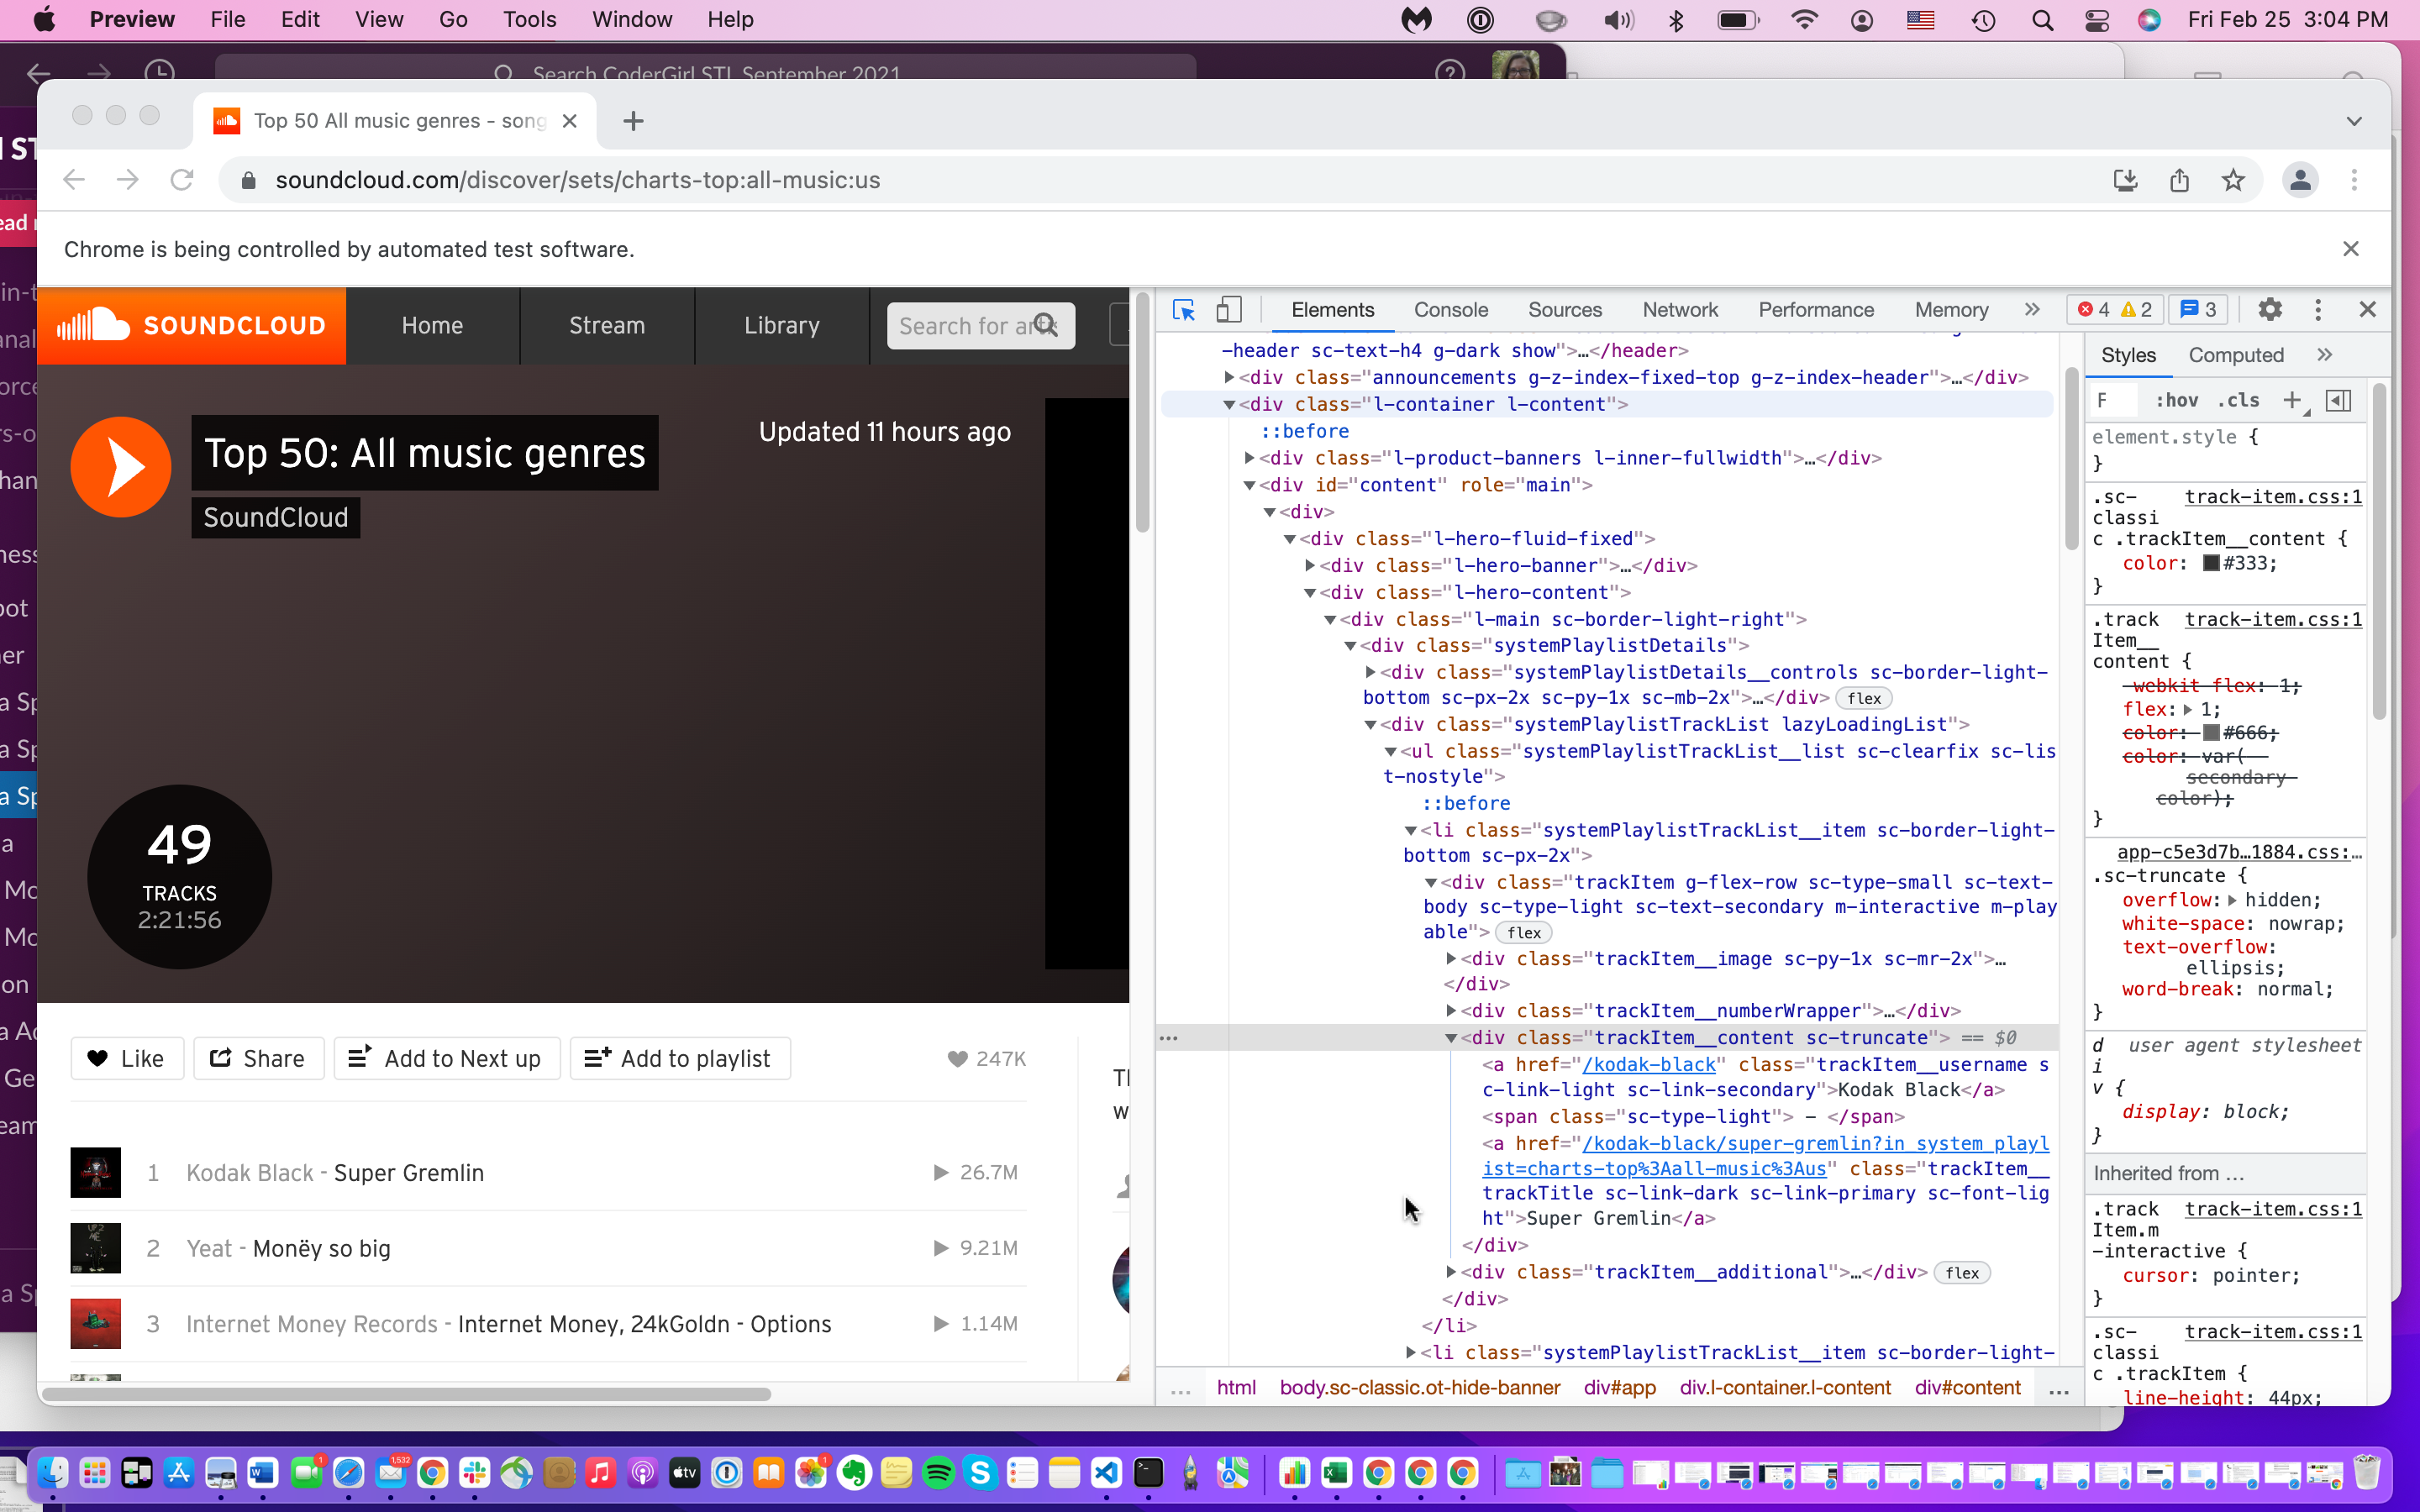 Preview File Edit View Go Tools Window Help Fri Feb 25 3:04 PM
Search CoderGirl STL September 2021
Top 50 All music genres - song
soundcloud.com/discover/sets/charts-top:all-music:us
Chrome is being controlled by automated test software.
SOUNDCLOUD Home Stream Library
Top 50: All music genres
Updated 11 hours ago
SoundCloud
49
TRACKS
2:21:56
Like Share Add to Next up Add to playlist 247K
1 Kodak Black - Super Gremlin 26.7M
2 Yeat - Monëy so big 9.21M
3 Internet Money Records - Internet Money, 24kGoldn - Options 1.14M
Elements Console Sources Network Performance Memory » 4 2 3
-header sc-text-h4 g-dark show">…</header>
<div class="announcements g-z-index-fixed-top g-z-index-header">…</div>
<div class="l-container l-content">
::before
<div class="l-product-banners l-inner-fullwidth">…</div>
<div id="content" role="main">
<div>
<div class="l-hero-fluid-fixed">
<div class="l-hero-banner">…</div>
<div class="l-hero-content">
<div class="l-main sc-border-light-right">
<div class="systemPlaylistDetails">
<div class="systemPlaylistDetails__controls sc-border-light-
bottom sc-px-2x sc-py-1x sc-mb-2x">…</div> flex
<div class="systemPlaylistTrackList lazyLoadingList">
<ul class="systemPlaylistTrackList__list sc-clearfix sc-lis
t-nostyle">
::before
<li class="systemPlaylistTrackList__item sc-border-light-
bottom sc-px-2x">
<div class="trackItem g-flex-row sc-type-small sc-text-
body sc-type-light sc-text-secondary m-interactive m-play
able"> flex
<div class="trackItem__image sc-py-1x sc-mr-2x">…
</div>
<div class="trackItem__numberWrapper">…</div>
<div class="trackItem__content sc-truncate"> == $0
<a href="/kodak-black" class="trackItem__username s
c-link-light sc-link-secondary">Kodak Black</a>
<span class="sc-type-light"> – </span>
<a href="/kodak-black/super-gremlin?in_system_playl
ist=charts-top%3Aall-music%3Aus" class="trackItem__
trackTitle sc-link-dark sc-link-primary sc-font-lig
ht">Super Gremlin</a>
</div>
<div class="trackItem__additional">…</div> flex
</div>
</li>
<li class="systemPlaylistTrackList__item sc-border-light-
... html body.sc-classic.ot-hide-banner div#app div.l-container.l-content div#content ...
Styles Computed »
F :hov .cls +
element.style {
}
.sc- track-item.css:1
classi
c .trackItem__content {
color: #333;
}
.track track-item.css:1
Item__
content {
-webkit-flex: 1;
flex: 1;
color: #666;
color: var(--
secondary-
color);
}
app-c5e3d7b…1884.css:…
.sc-truncate {
overflow: hidden;
white-space: nowrap;
text-overflow:
ellipsis;
word-break: normal;
}
d user agent stylesheet
i
v {
display: block;
}
Inherited from …
.track track-item.css:1
Item.m
-interactive {
cursor: pointer;
}
.sc- track-item.css:1
classi
c .trackItem {
line-height: 44px;